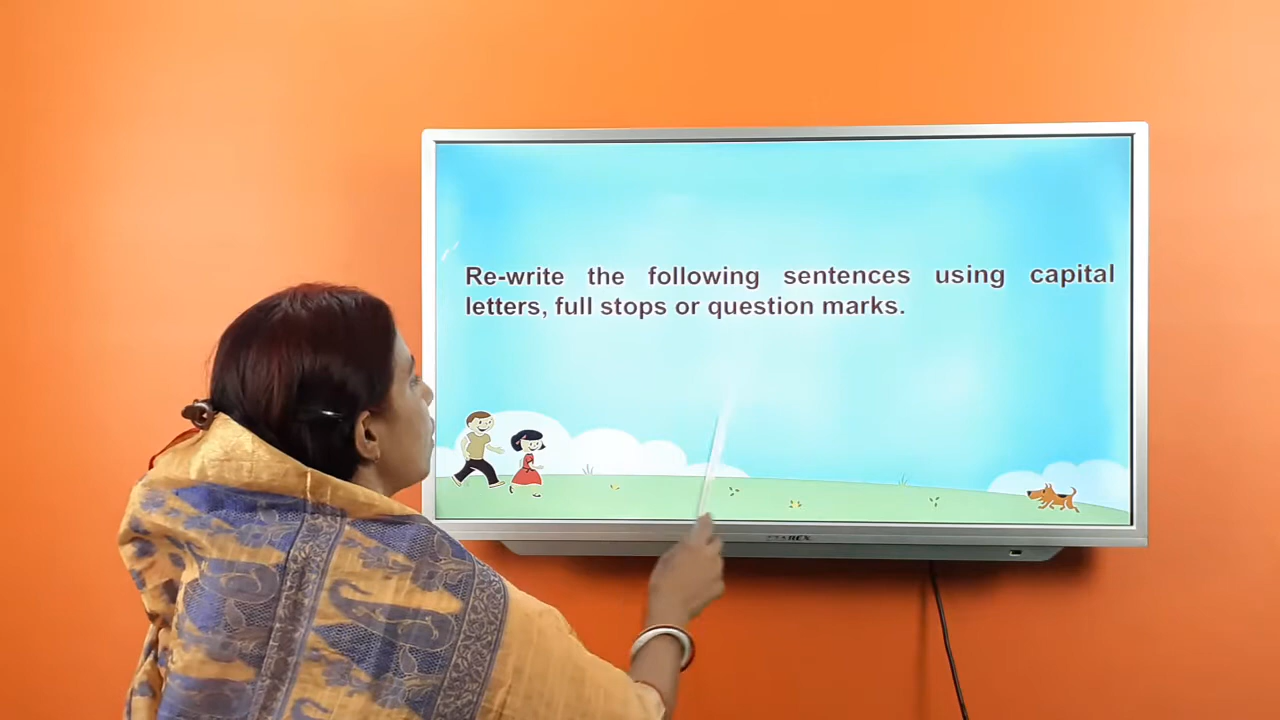 Re-write the following sentences using capital
letters, full stops or question marks.